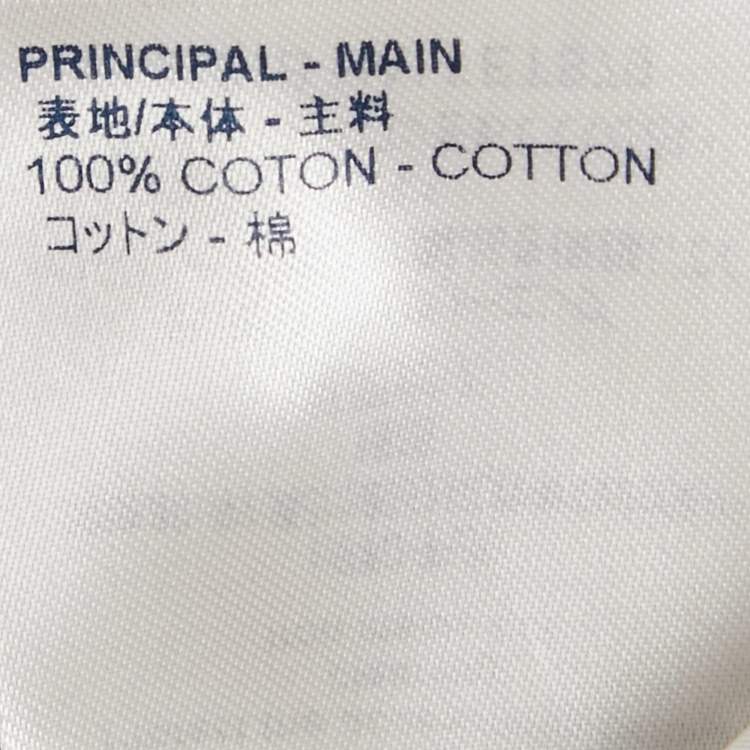 PRINCIPAL - MAIN
表地/本体 - 主料
100% COTON - COTTON
コットン - 棉